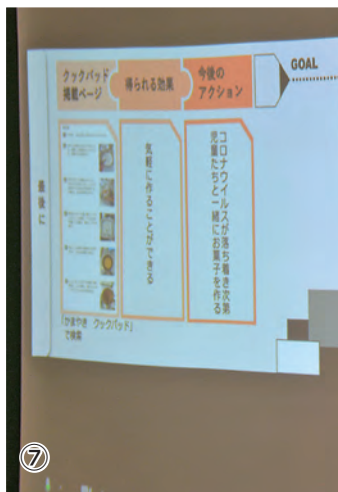 最後に
クックパッド
掲載ページ
得られる効果
今後の
アクション
GOAL
気軽に作ることができる
コロナウイルスが落ち着き次第
児童たちと一緒にお菓子を作る
「がまやき　クックパッド」
で検索
⑦